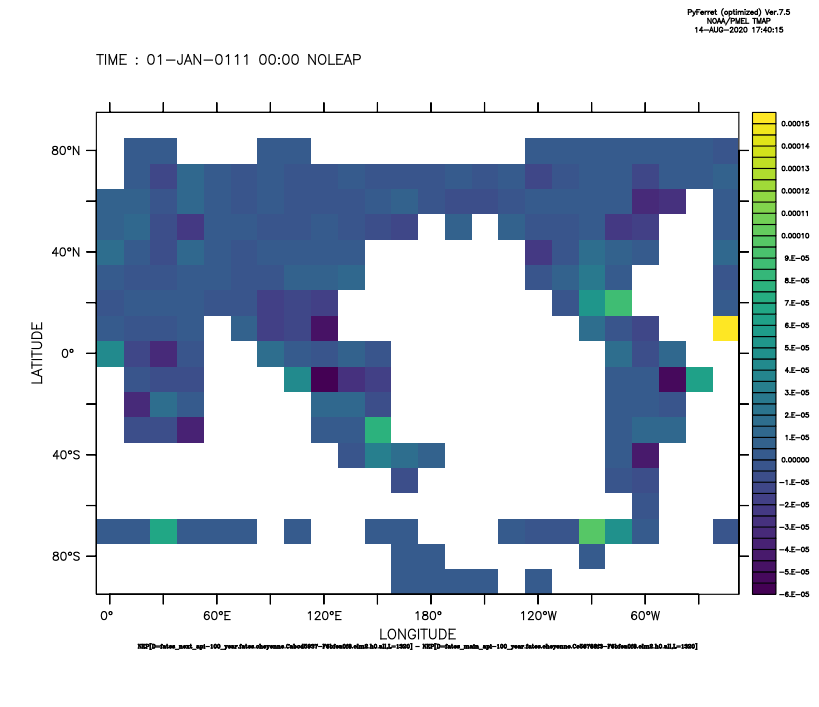 PyFerret (optimized) Ver.7.5
NOAA/PMEL TMAP
14-AUG-2020 17:40:15
TIME : 01-JAN-0111 00:00 NOLEAP
0.00015
0.00014
0.00013
0.00012
0.00011
0.00010
9.E-05
8.E-05
7.E-05
6.E-05
5.E-05
4.E-05
3.E-05
2.E-05
1.E-05
0.00000
-1.E-05
-2.E-05
-3.E-05
-4.E-05
-5.E-05
-6.E-05
80°N
40°N
0°
40°S
80°S
LATITUDE
0° 60°E 120°E 180° 120°W 60°W
LONGITUDE